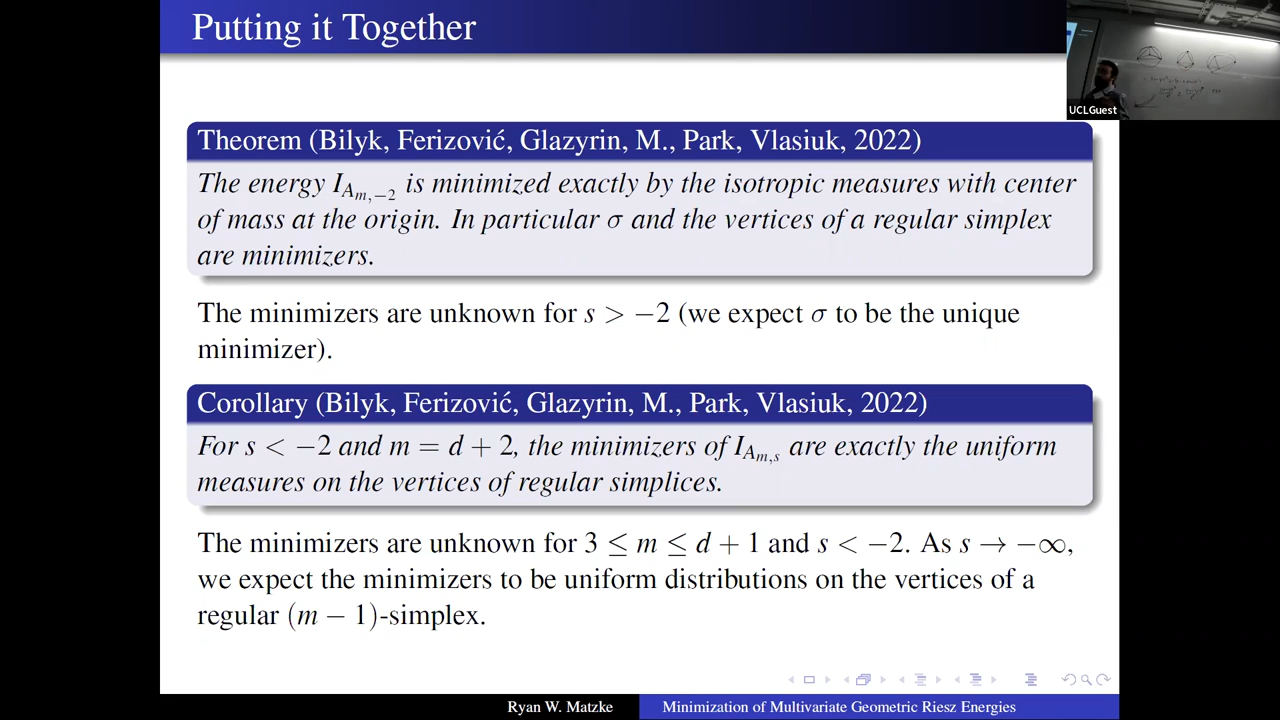 Putting it Together
UCLGuest
Theorem (Bilyk, Ferizović, Glazyrin, M., Park, Vlasiuk, 2022)
The energy I_{A_{m,-2}} is minimized exactly by the isotropic measures with center
of mass at the origin. In particular σ and the vertices of a regular simplex
are minimizers.
The minimizers are unknown for s > −2 (we expect σ to be the unique
minimizer).
Corollary (Bilyk, Ferizović, Glazyrin, M., Park, Vlasiuk, 2022)
For s < −2 and m = d + 2, the minimizers of I_{A_{m,s}} are exactly the uniform
measures on the vertices of regular simplices.
The minimizers are unknown for 3 ≤ m ≤ d + 1 and s < −2. As s → −∞,
we expect the minimizers to be uniform distributions on the vertices of a
regular (m − 1)-simplex.
Ryan W. Matzke
Minimization of Multivariate Geometric Riesz Energies